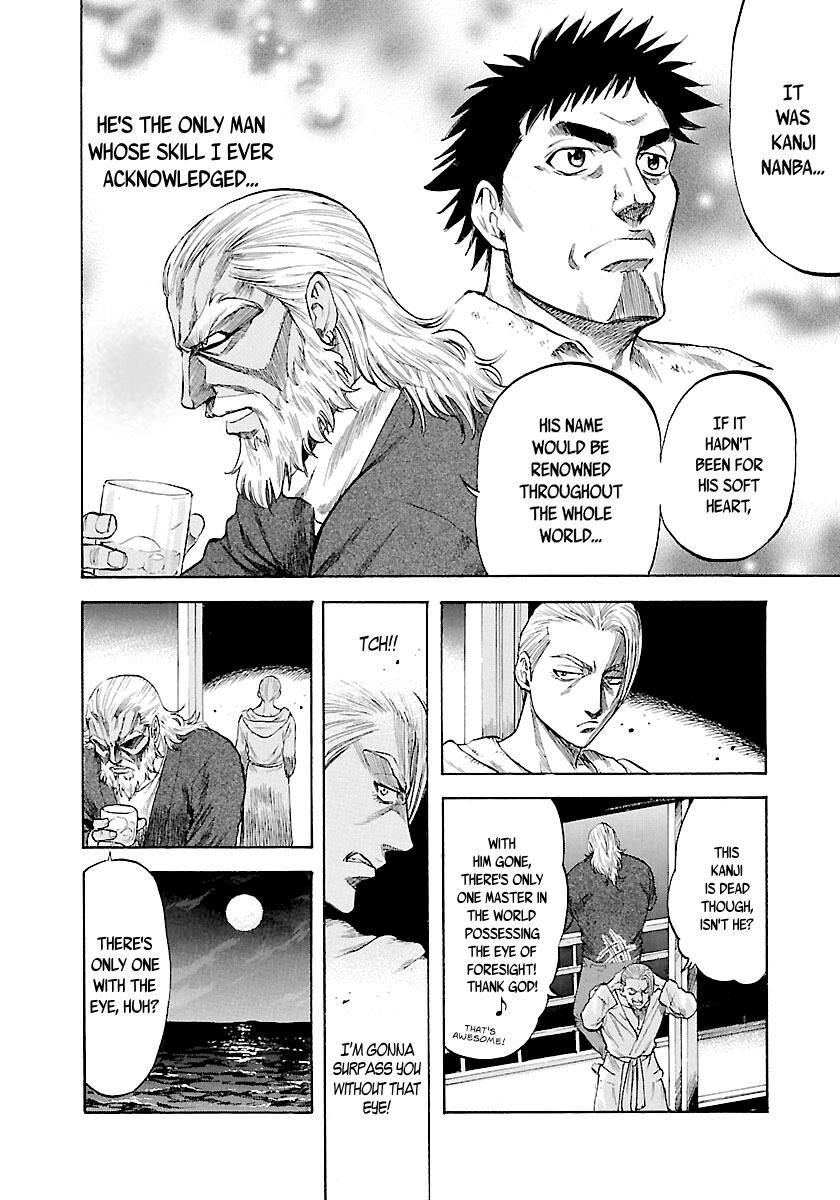 IT
WAS
KANJI
NANBA...
HE'S THE ONLY MAN
WHOSE SKILL I EVER
ACKNOWLEDGED...
IF IT
HADN'T
BEEN FOR
HIS SOFT
HEART,
HIS NAME
WOULD BE
RENOWNED
THROUGHOUT
THE WHOLE
WORLD...
THIS
KANJI
IS DEAD
THOUGH,
ISN'T HE?
WITH
HIM GONE,
THERE'S ONLY
ONE MASTER
IN THE
WORLD
POSSESSING
THE EYE OF
FORESIGHT!
THANK GOD!
♪
THAT'S
AWESOME!
TCH!!
I'M GONNA
SURPASS YOU
WITHOUT THAT
EYE!
THERE'S
ONLY ONE
WITH THE
EYE, HUH?